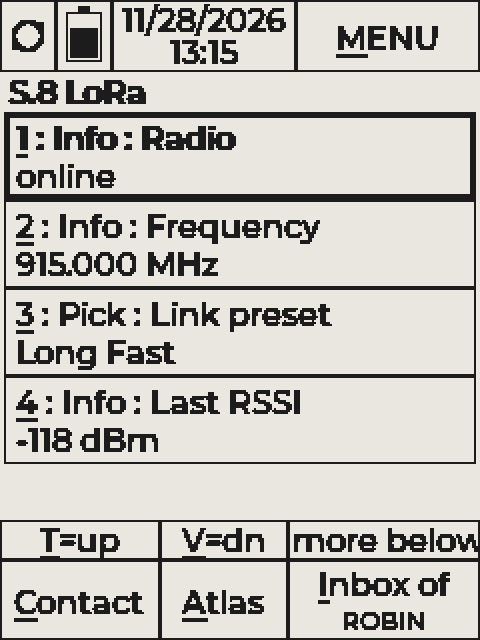 11/28/2026
13:15
MENU
S.8 LoRa
1 : Info : Radio
online
2 : Info : Frequency
915.000 MHz
3 : Pick : Link preset
Long Fast
4 : Info : Last RSSI
-118 dBm
T=up
V=dn
more below
Contact
Atlas
Inbox of
ROBIN